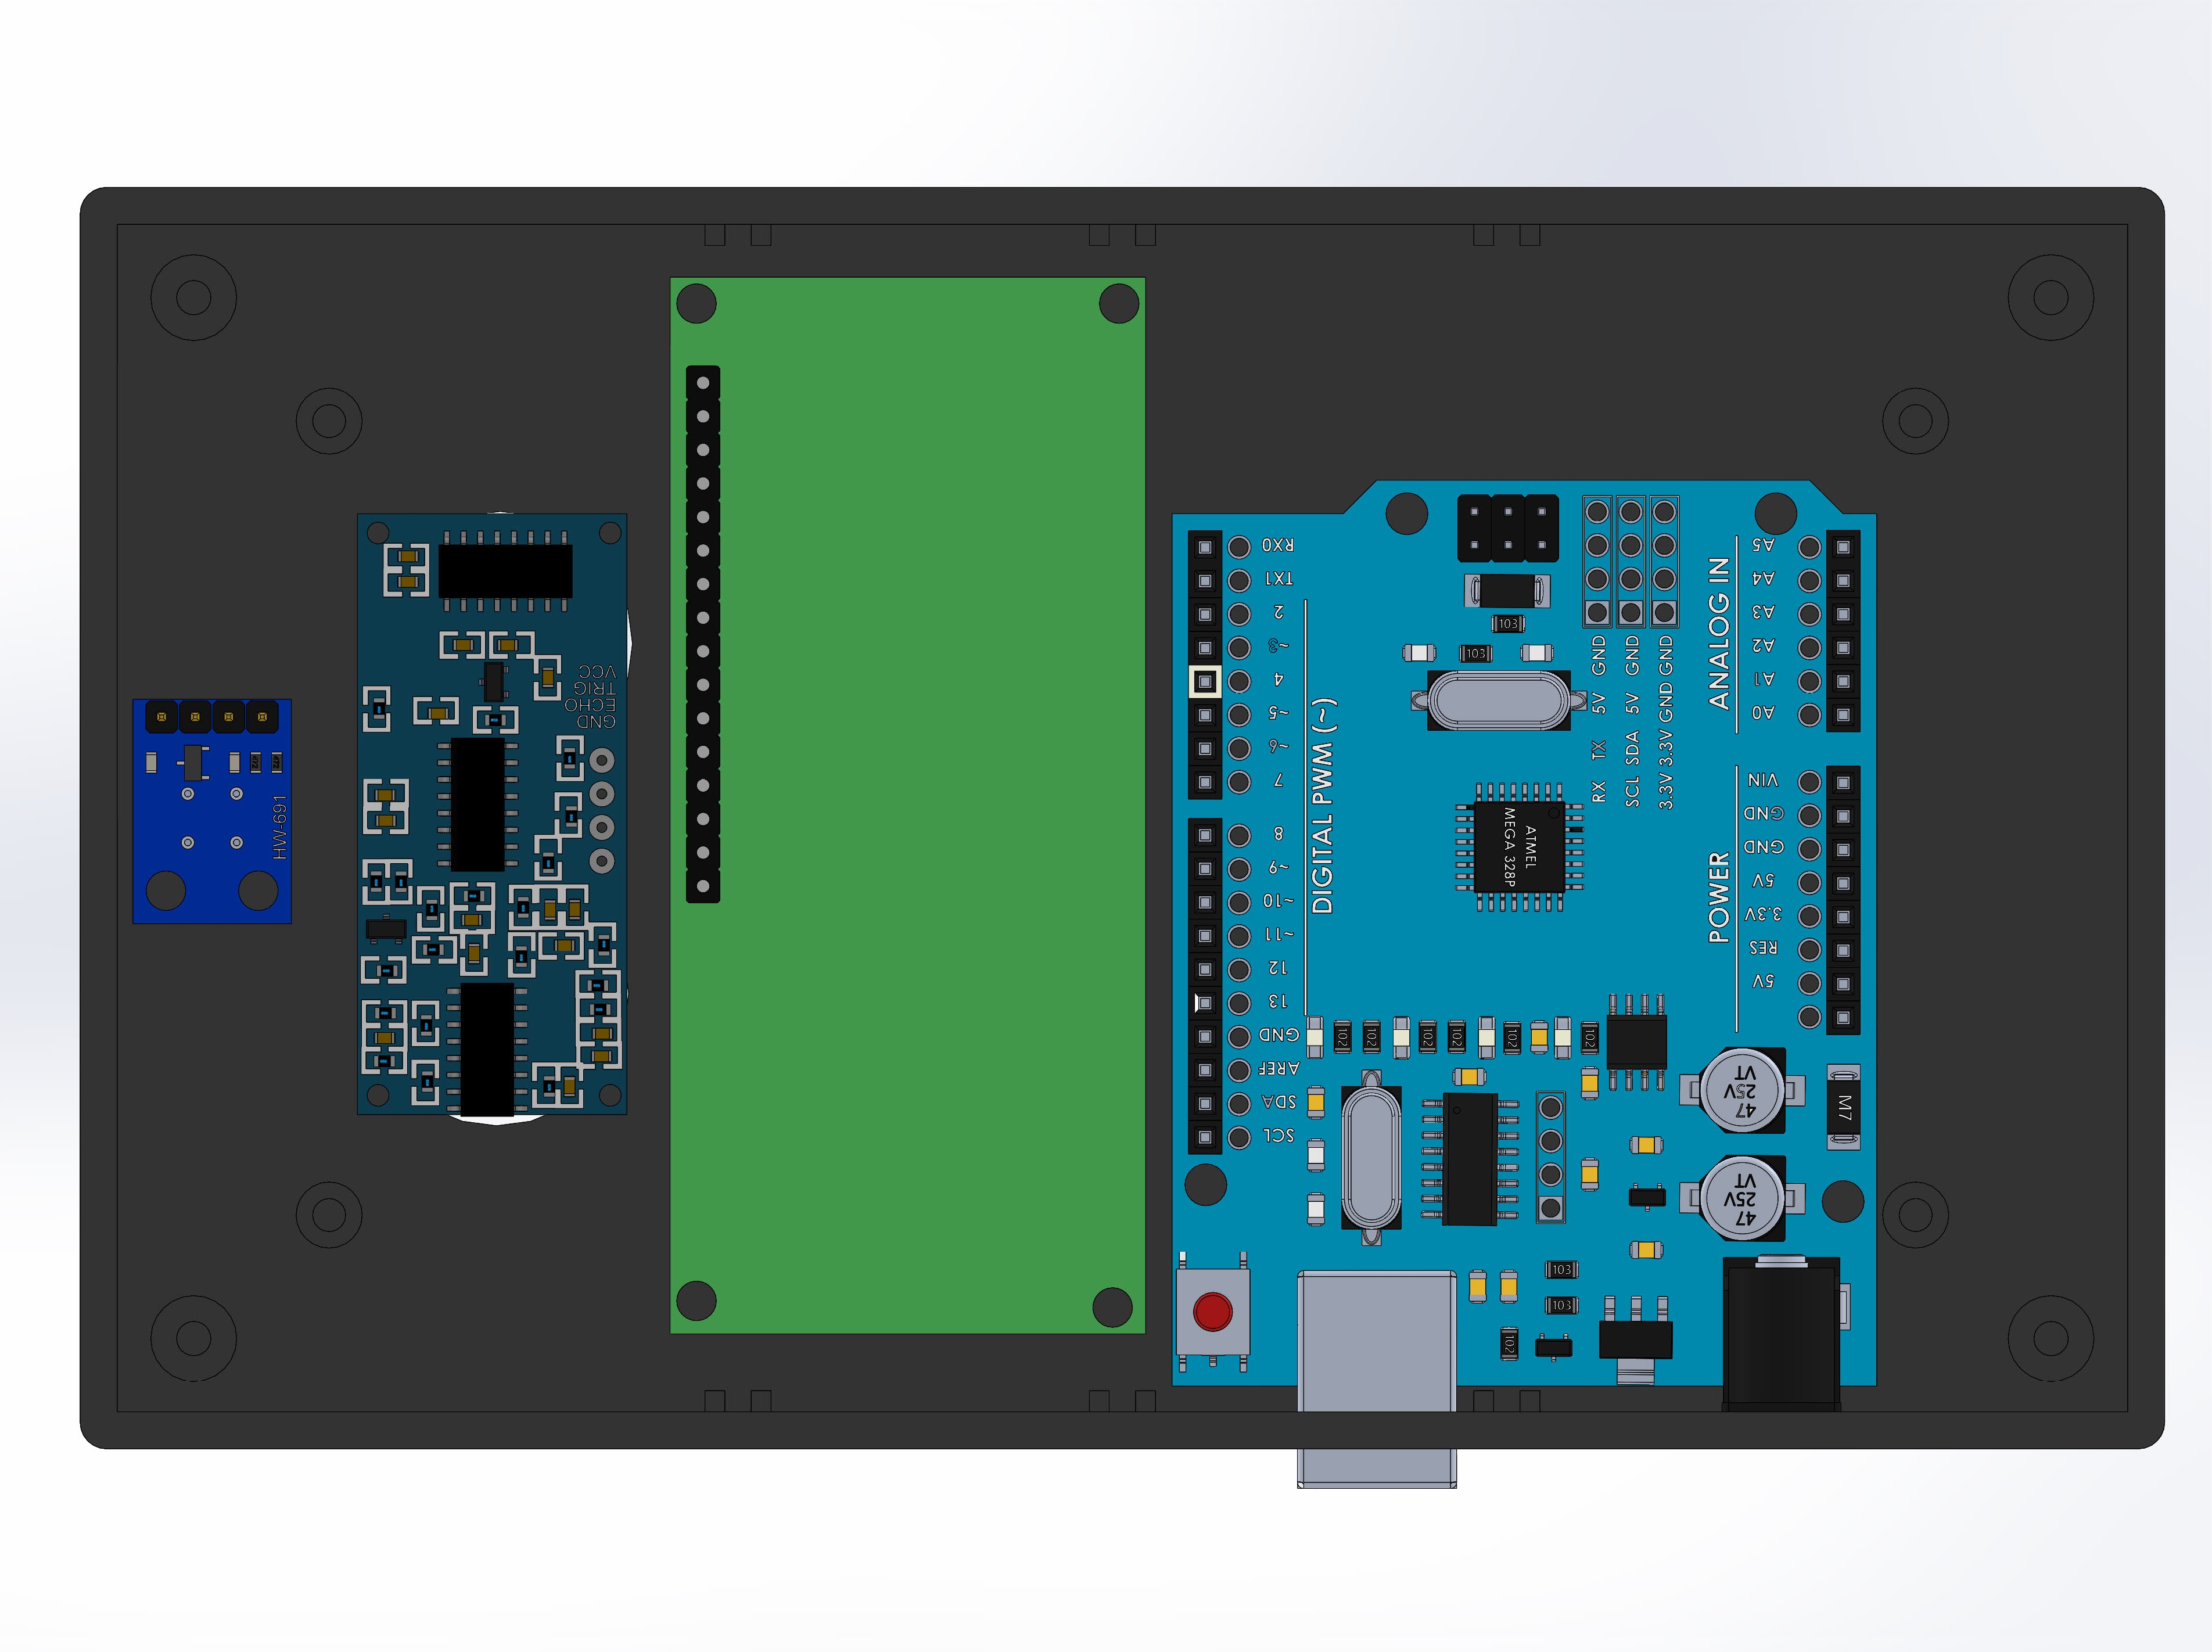 HW-691
472
472
VCC
TRIG
ECHO
GND
RX0
TX1
2
~3
4
~5
~6
7
8
~9
~10
~11
12
13
GND
AREF
SDA
SCL
DIGITAL PWM (~)
103
103
RX TX 5V GND
SCL SDA 5V GND
3.3V 3.3V GND GND
ATMEL
MEGA 328P
ANALOG IN
A5
A4
A3
A2
A1
A0
POWER
VIN
GND
GND
5V
3.3V
RES
5V
102
102
102
102
102
102
47
25V
VT
47
25V
VT
M7
103
103
102